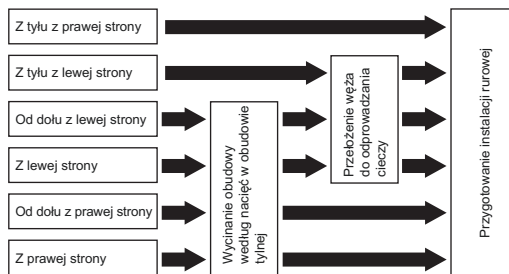 Z tyłu z prawej strony
Z tyłu z lewej strony
Od dołu z lewej strony
Z lewej strony
Od dołu z prawej strony
Z prawej strony
Wycinanie obudowy
według nacięć w obudowie
tylnej
Przełożenie węża
do odprowadzania
cieczy
Przygotowanie instalacji rurowej